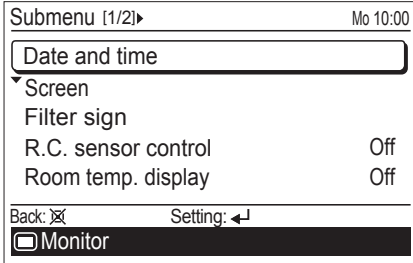 Submenu [1/2]▸ Mo 10:00
Date and time
Screen
Filter sign
R.C. sensor control Off
Room temp. display Off
Back: Setting:
Monitor